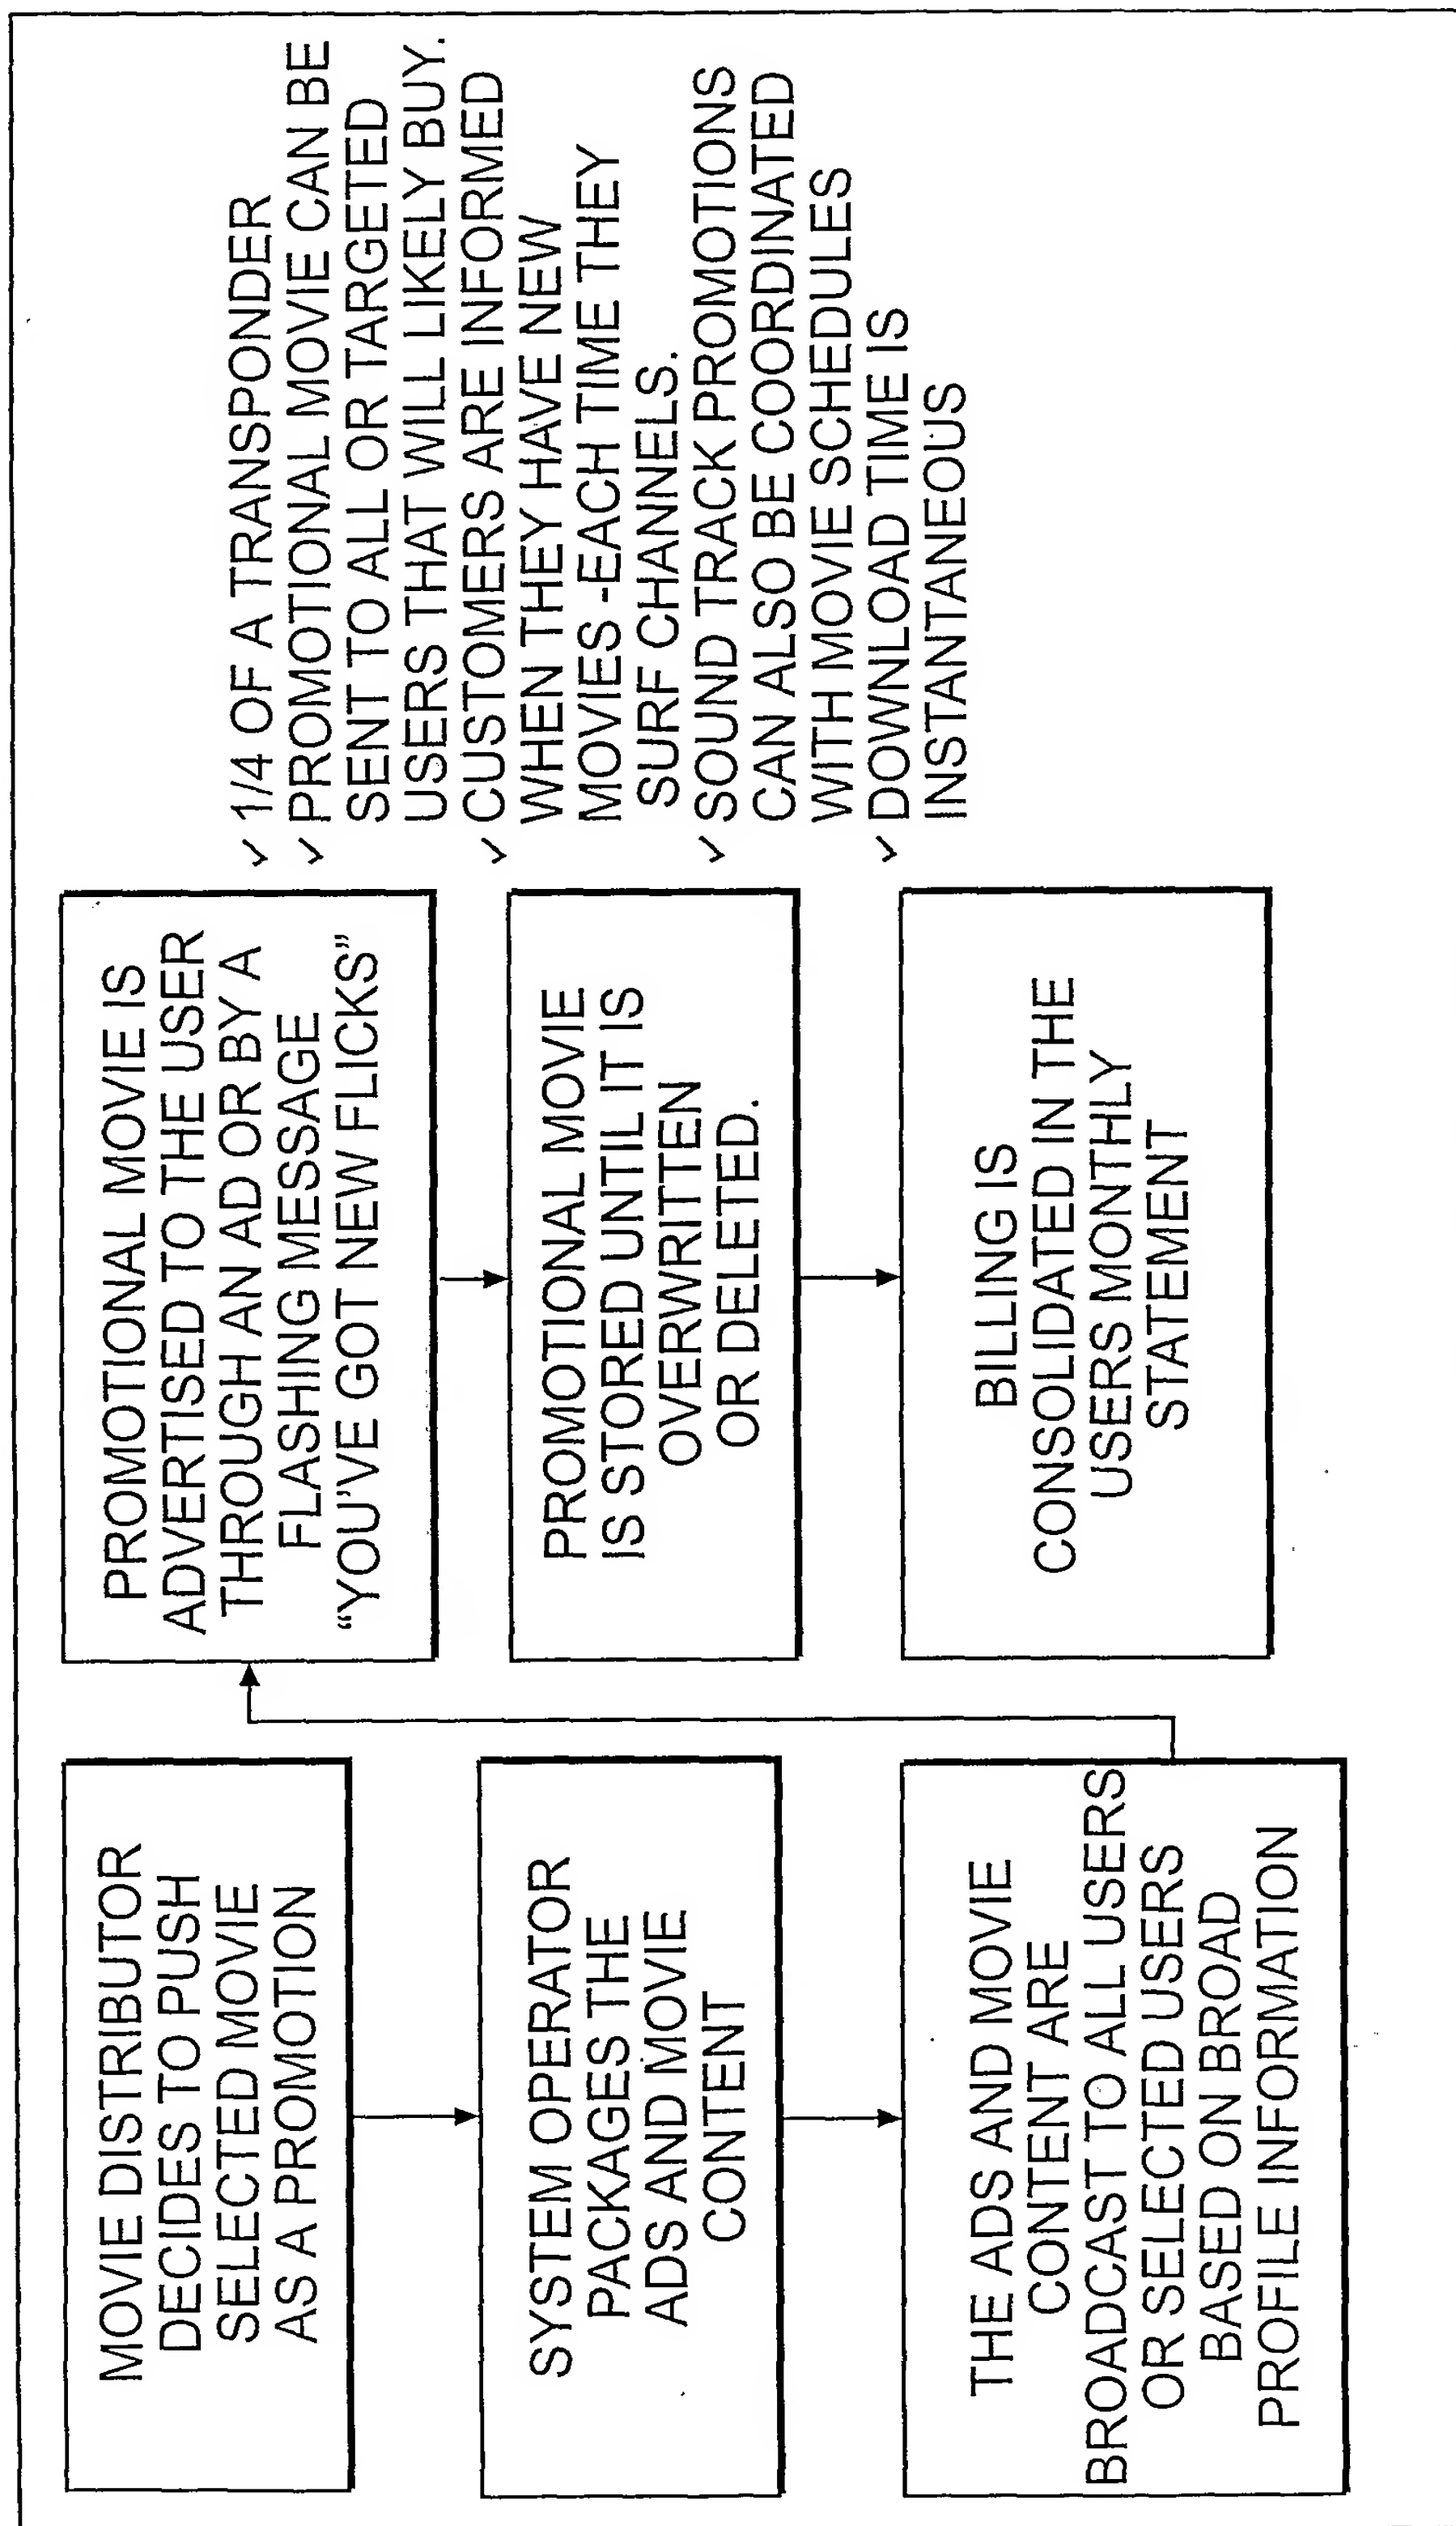 MOVIE DISTRIBUTOR
DECIDES TO PUSH
SELECTED MOVIE
AS A PROMOTION
SYSTEM OPERATOR
PACKAGES THE
ADS AND MOVIE
CONTENT
THE ADS AND MOVIE
CONTENT ARE
BROADCAST TO ALL USERS
OR SELECTED USERS
BASED ON BROAD
PROFILE INFORMATION
PROMOTIONAL MOVIE IS
ADVERTISED TO THE USER
THROUGH AN AD OR BY A
FLASHING MESSAGE
“YOU'VE GOT NEW FLICKS”
PROMOTIONAL MOVIE
IS STORED UNTIL IT IS
OVERWRITTEN
OR DELETED.
BILLING IS
CONSOLIDATED IN THE
USERS MONTHLY
STATEMENT
✓ 1/4 OF A TRANSPONDER
✓ PROMOTIONAL MOVIE CAN BE
SENT TO ALL OR TARGETED
USERS THAT WILL LIKELY BUY.
✓ CUSTOMERS ARE INFORMED
WHEN THEY HAVE NEW
MOVIES -EACH TIME THEY
SURF CHANNELS.
✓ SOUND TRACK PROMOTIONS
CAN ALSO BE COORDINATED
WITH MOVIE SCHEDULES
✓ DOWNLOAD TIME IS
INSTANTANEOUS